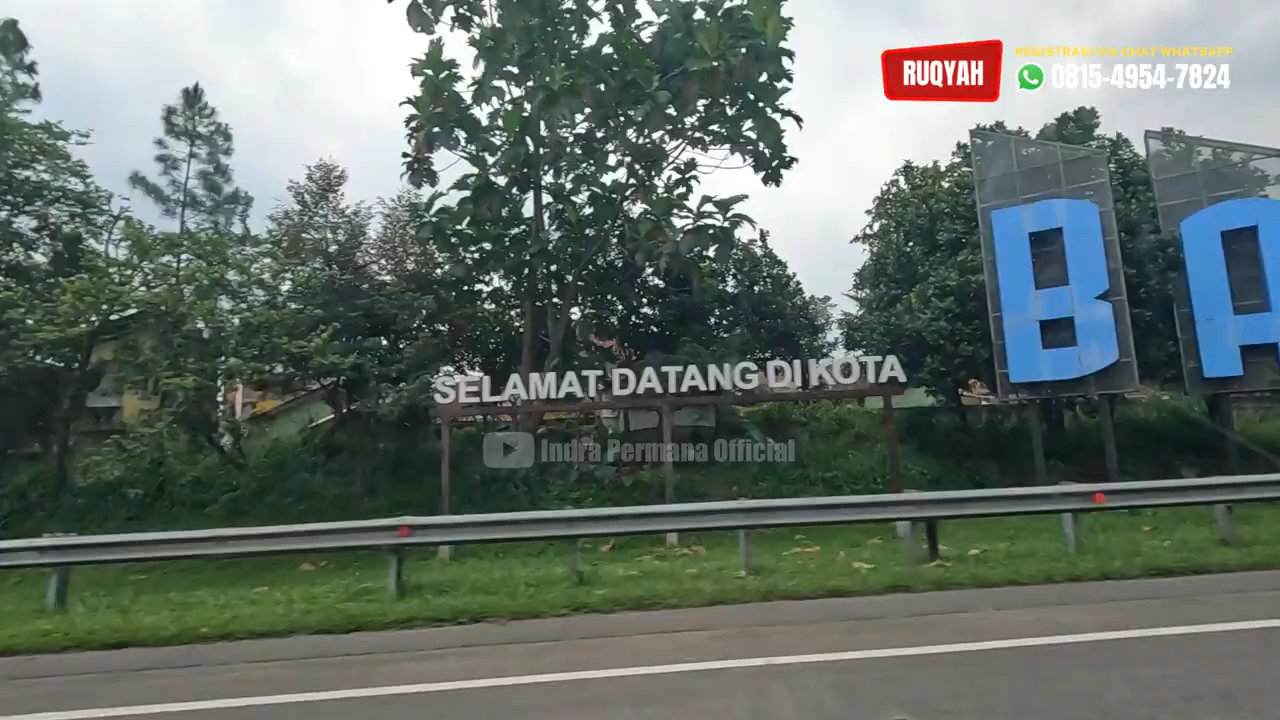 RUQYAH
REGISTRASI VIA CHAT WHATSAPP
0815-4954-7824
SELAMAT DATANG DI KOTA
BA
Indra Permana Official